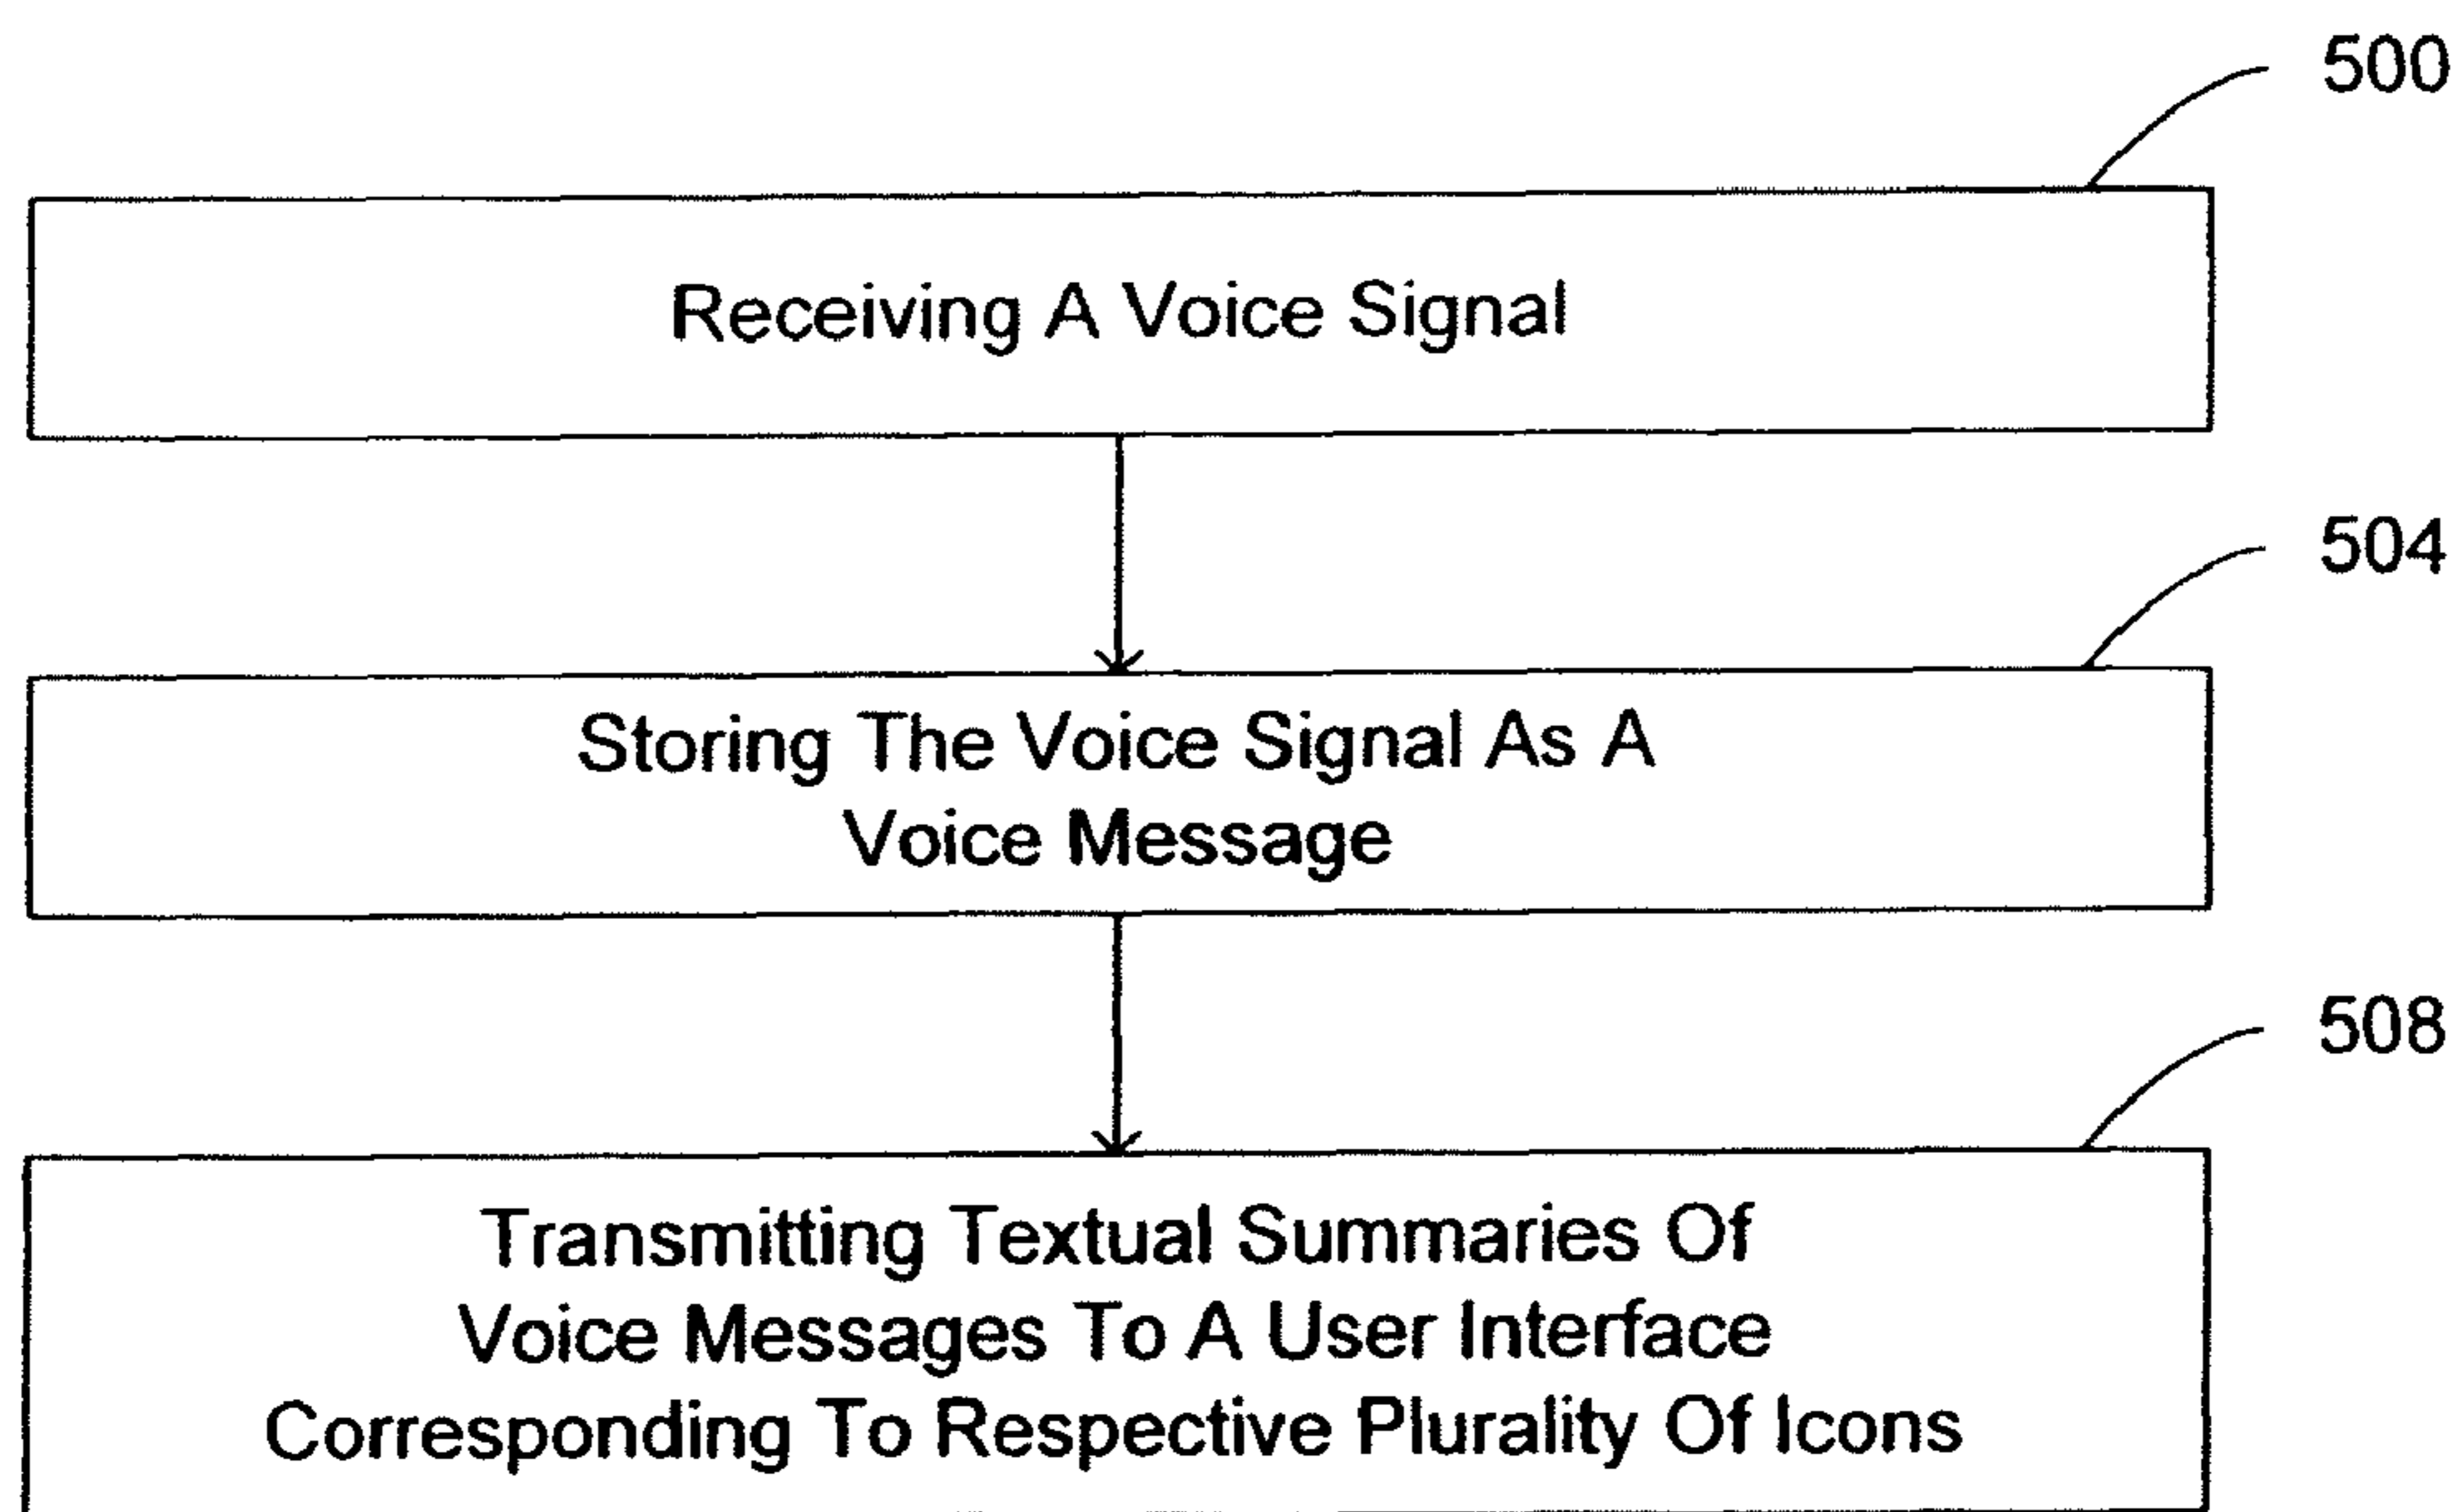 500
Receiving A Voice Signal
504
Storing The Voice Signal As A
Voice Message
508
Transmitting Textual Summaries Of
Voice Messages To A User Interface
Corresponding To Respective Plurality Of Icons